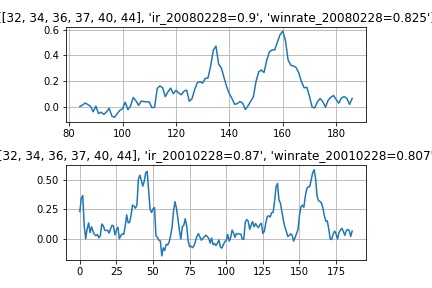 [32, 34, 36, 37, 40, 44], 'ir_20080228=0.9', 'winrate_20080228=0.825'
0.6
0.4
0.2
0.0
80 100 120 140 160 180
[32, 34, 36, 37, 40, 44], 'ir_20010228=0.87', 'winrate_20010228=0.807'
0.50
0.25
0.00
0 25 50 75 100 125 150 175